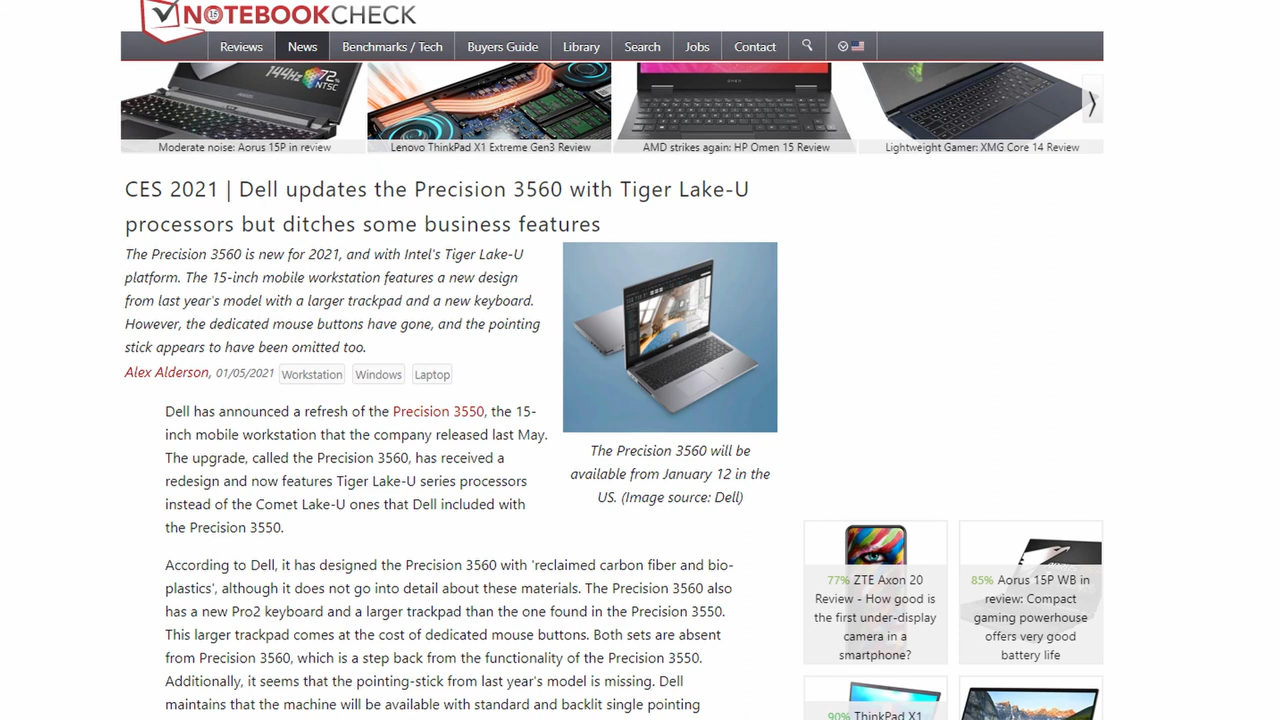 NOTEBOOKCHECK
Reviews
News
Benchmarks / Tech
Buyers Guide
Library
Search
Jobs
Contact
144Hz 72% NTSC
Moderate noise: Aorus 15P in review
Lenovo ThinkPad X1 Extreme Gen3 Review
AMD strikes again: HP Omen 15 Review
Lightweight Gamer: XMG Core 14 Review
CES 2021 | Dell updates the Precision 3560 with Tiger Lake-U
processors but ditches some business features
The Precision 3560 is new for 2021, and with Intel's Tiger Lake-U
platform. The 15-inch mobile workstation features a new design
from last year's model with a larger trackpad and a new keyboard.
However, the dedicated mouse buttons have gone, and the pointing
stick appears to have been omitted too.
Alex Alderson, 01/05/2021 Workstation Windows Laptop
Dell has announced a refresh of the Precision 3550, the 15-
inch mobile workstation that the company released last May.
The upgrade, called the Precision 3560, has received a
redesign and now features Tiger Lake-U series processors
instead of the Comet Lake-U ones that Dell included with
the Precision 3550.
The Precision 3560 will be
available from January 12 in the
US. (Image source: Dell)
According to Dell, it has designed the Precision 3560 with 'reclaimed carbon fiber and bio-
plastics', although it does not go into detail about these materials. The Precision 3560 also
has a new Pro2 keyboard and a larger trackpad than the one found in the Precision 3550.
This larger trackpad comes at the cost of dedicated mouse buttons. Both sets are absent
from Precision 3560, which is a step back from the functionality of the Precision 3550.
Additionally, it seems that the pointing-stick from last year's model is missing. Dell
maintains that the machine will be available with standard and backlit single pointing
77% ZTE Axon 20
Review - How good is
the first under-display
camera in a
smartphone?
85% Aorus 15P WB in
review: Compact
gaming powerhouse
offers very good
battery life
90% ThinkPad X1